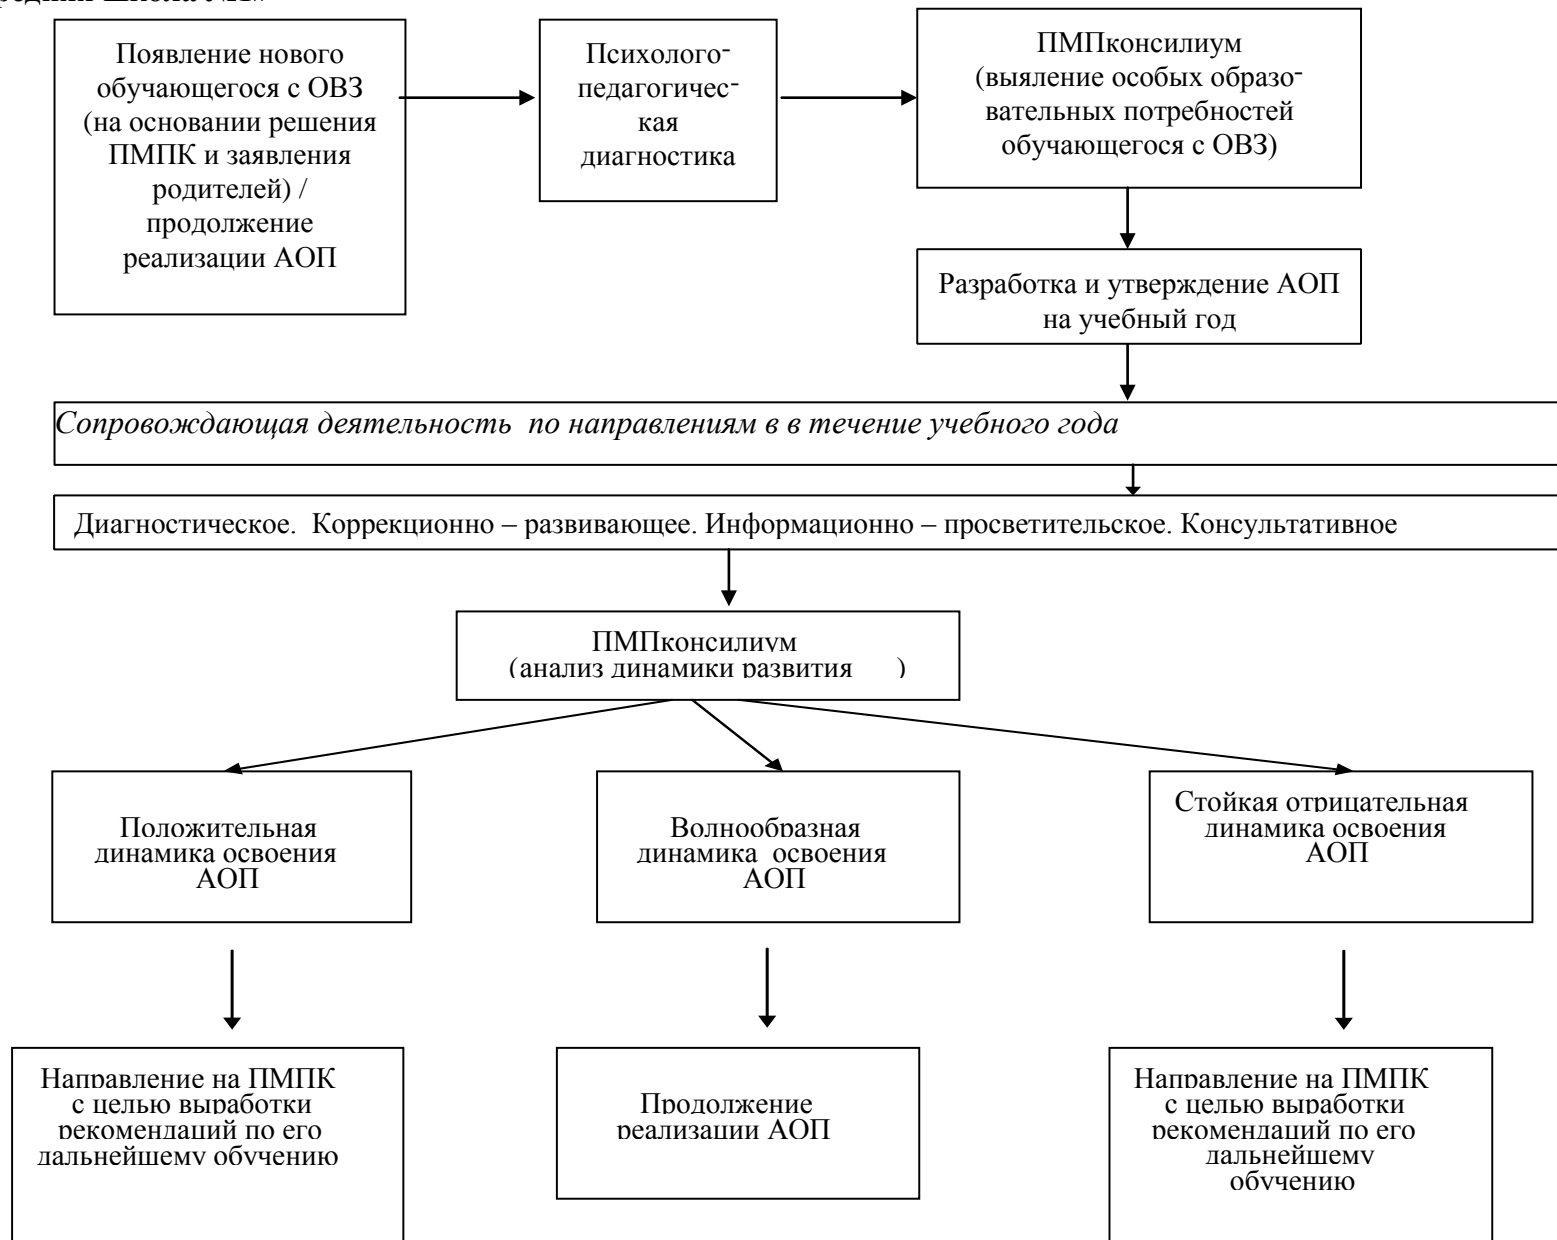 Появление нового
обучающегося с ОВЗ
(на основании решения
ПМПК и заявления
родителей) /
продолжение
реализации АОП
Психолого-
педагогичес-
кая
диагностика
ПМПконсилиум
(выяление особых образо-
вательных потребностей
обучающегося с ОВЗ)
Разработка и утверждение АОП
на учебный год
Сопровождающая деятельность по направлениям в в течение учебного года
Диагностическое. Коррекционно – развивающее. Информационно – просветительское. Консультативное
ПМПконсилиум
(анализ динамики развития )
Положительная
динамика освоения
АОП
Волнообразная
динамика освоения
АОП
Стойкая отрицательная
динамика освоения
АОП
Направление на ПМПК
с целью выработки
рекомендаций по его
дальнейшему обучению
Продолжение
реализации АОП
Направление на ПМПК
с целью выработки
рекомендаций по его
дальнейшему
обучению